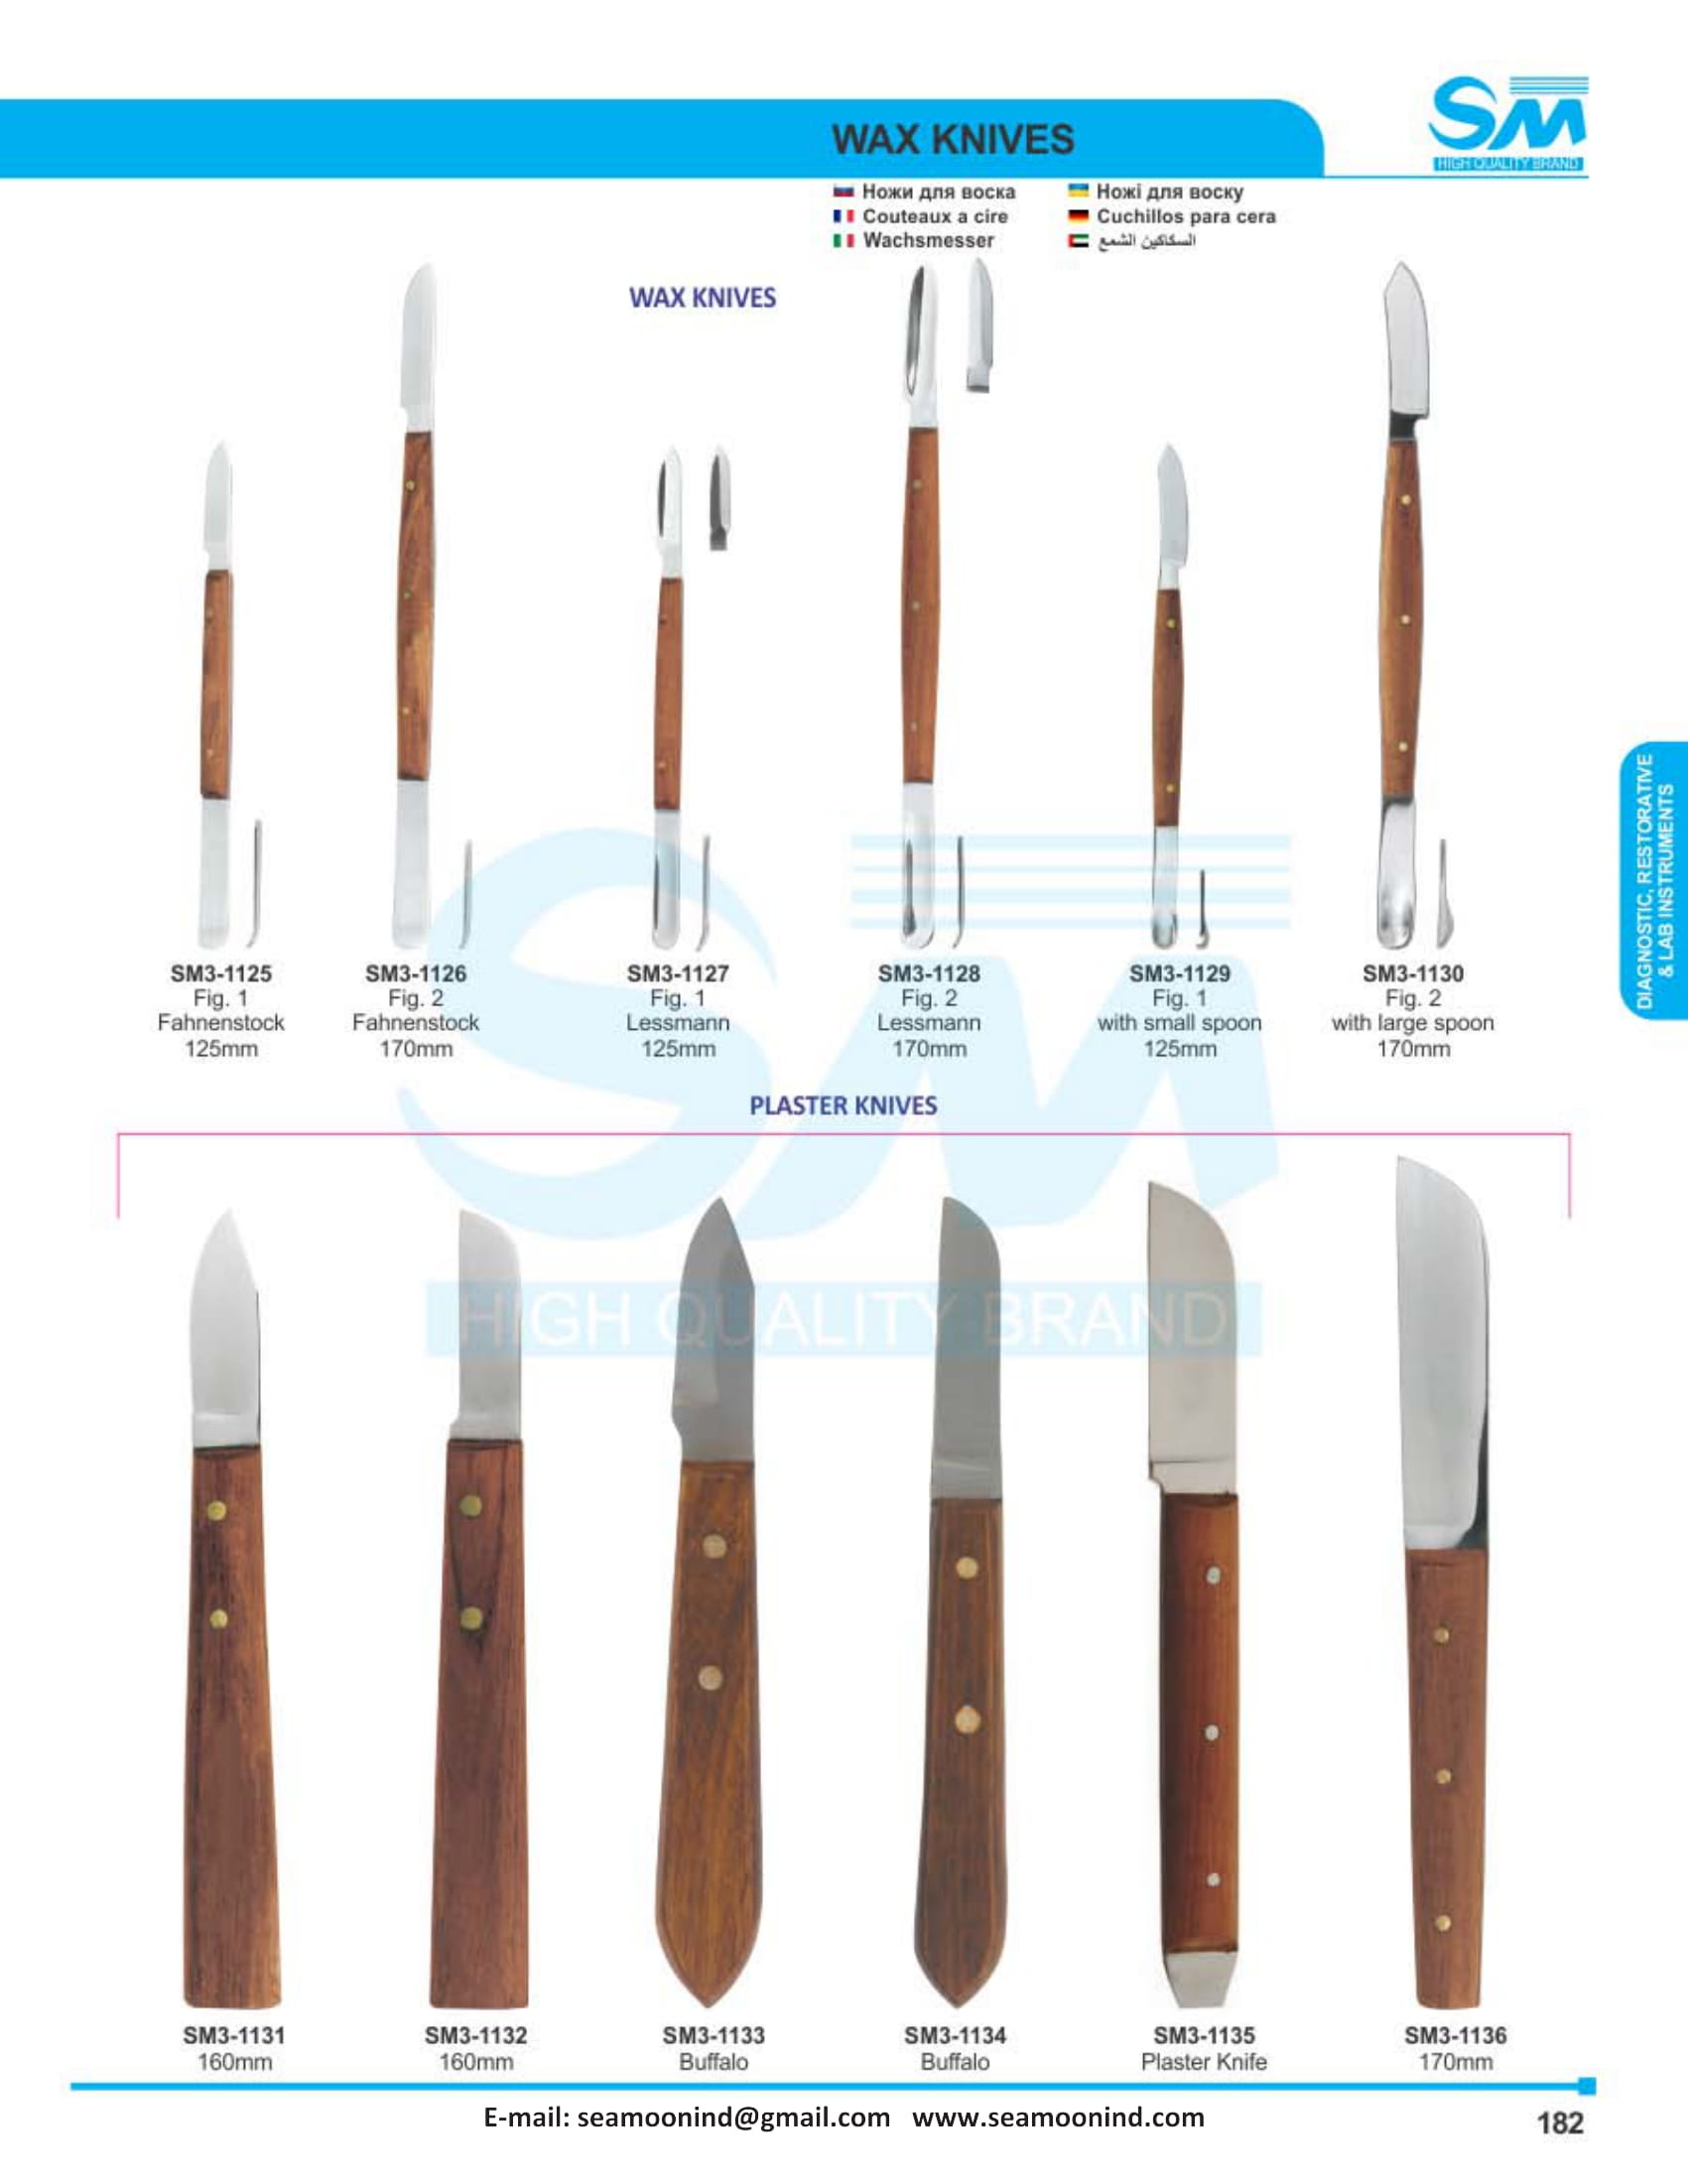 SM
HIGH QUALITY BRAND
WAX KNIVES
Ножи для воска
Ножі для воску
Couteaux a cire
Cuchillos para cera
Wachsmesser
السكاكين الشمع
WAX KNIVES
DIAGNOSTIC, RESTORATIVE
& LAB INSTRUMENTS
SM3-1125
Fig. 1
Fahnenstock
125mm
SM3-1126
Fig. 2
Fahnenstock
170mm
SM3-1127
Fig. 1
Lessmann
125mm
SM3-1128
Fig. 2
Lessmann
170mm
SM3-1129
Fig. 1
with small spoon
125mm
SM3-1130
Fig. 2
with large spoon
170mm
PLASTER KNIVES
SM
HIGH QUALITY BRAND
SM3-1131
160mm
SM3-1132
160mm
SM3-1133
Buffalo
SM3-1134
Buffalo
SM3-1135
Plaster Knife
SM3-1136
170mm
E-mail: seamoonind@gmail.com www.seamoonind.com
182